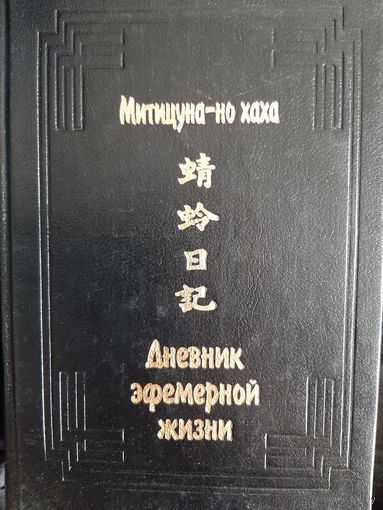 Митицуна-но хаха
蜻
蛉
日
記
Дневник
эфемерной
жизни